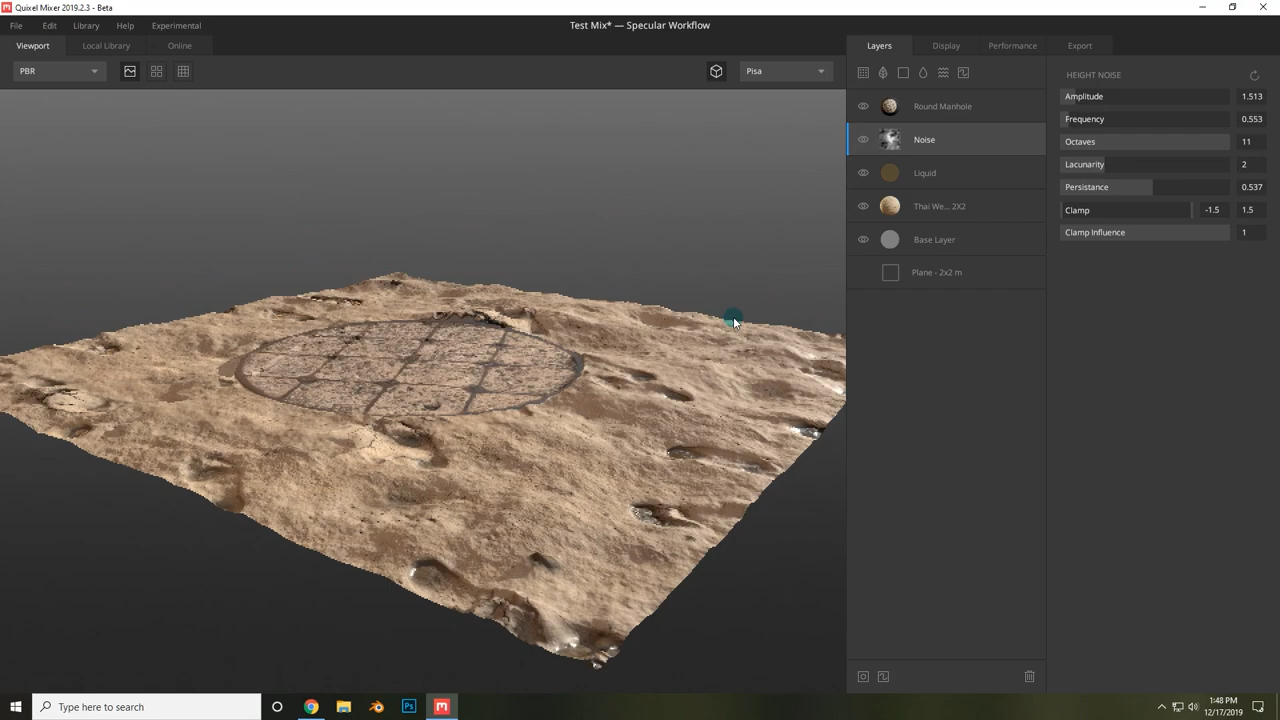 Quixel Mixer 2019.2.3 - Beta
File Edit Library Help Experimental
Test Mix* — Specular Workflow
Viewport Local Library Online
Layers Display Performance Export
PBR
Pisa
HEIGHT NOISE
Amplitude 1.513
Round Manhole
Frequency 0.553
Noise
Octaves 11
Lacunarity 2
Liquid
Persistance 0.537
Thai We... 2X2
Clamp -1.5 1.5
Clamp Influence 1
Base Layer
Plane - 2x2 m
Type here to search
Ps
1:48 PM
12/17/2019